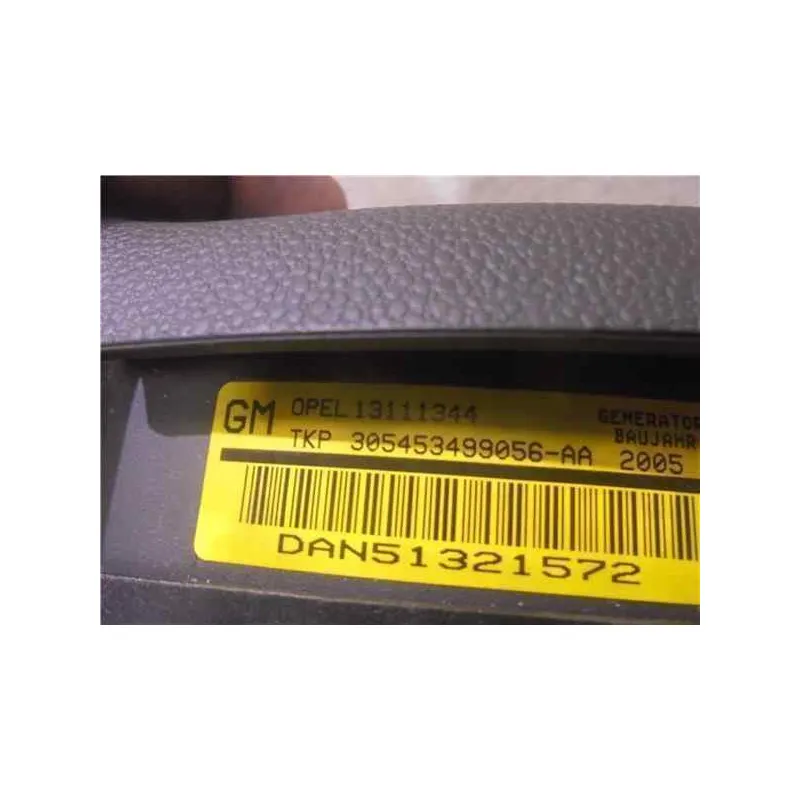 GM OPEL 13111344 GENERATOR
TKP 305453499056-AA BAUJAHR 2005
DAN51321572